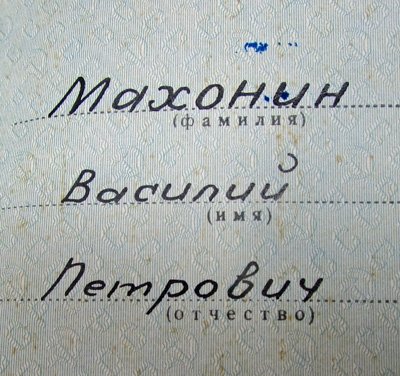 Махонин
(фамилия)
Василий
(имя)
Петрович
(отчество)